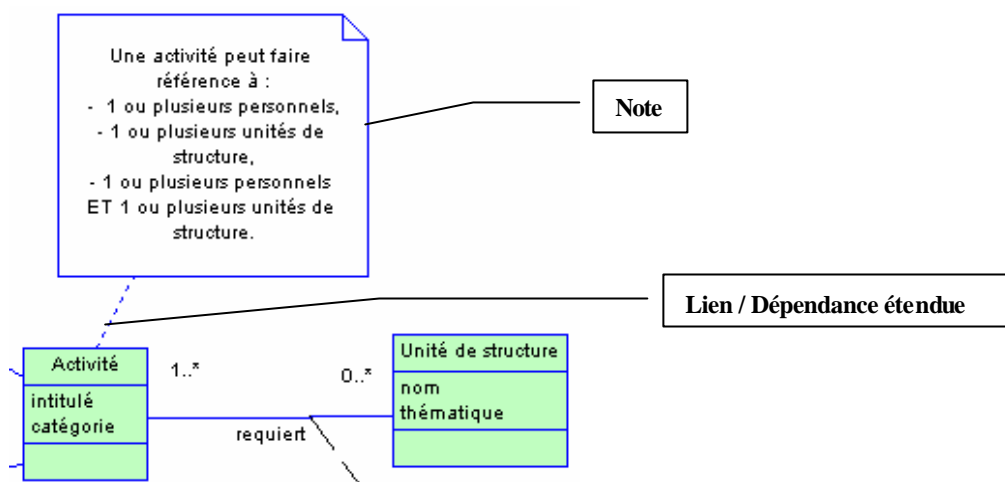 Une activité peut faire
référence à :
- 1 ou plusieurs personnels,
- 1 ou plusieurs unités de
structure,
- 1 ou plusieurs personnels
ET 1 ou plusieurs unités de
structure.
Note
Lien / Dépendance étendue
Activité
intitulé
catégorie
1..*
0..*
requiert
Unité de structure
nom
thématique